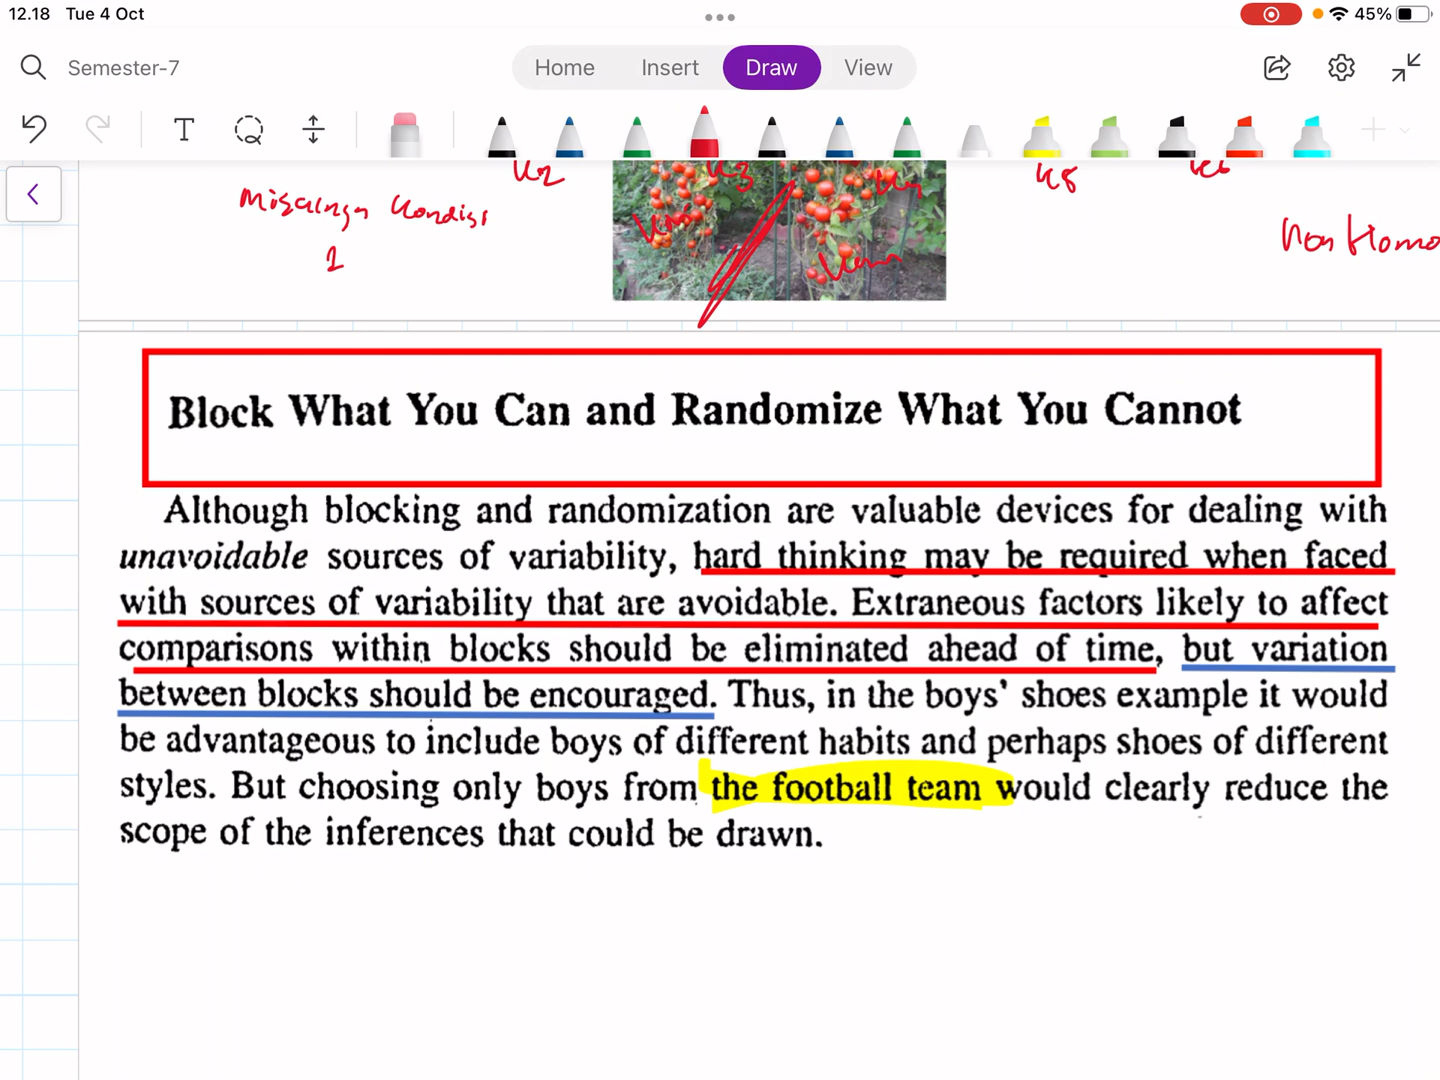 12.18 Tue 4 Oct
45%
Semester-7
Home Insert Draw View
T
K2
K3
K8
1
Block What You Can and Randomize What You Cannot
Although blocking and randomization are valuable devices for dealing with
unavoidable sources of variability, hard thinking may be required when faced
with sources of variability that are avoidable. Extraneous factors likely to affect
comparisons within blocks should be eliminated ahead of time, but variation
between blocks should be encouraged. Thus, in the boys' shoes example it would
be advantageous to include boys of different habits and perhaps shoes of different
styles. But choosing only boys from the football team would clearly reduce the
scope of the inferences that could be drawn.